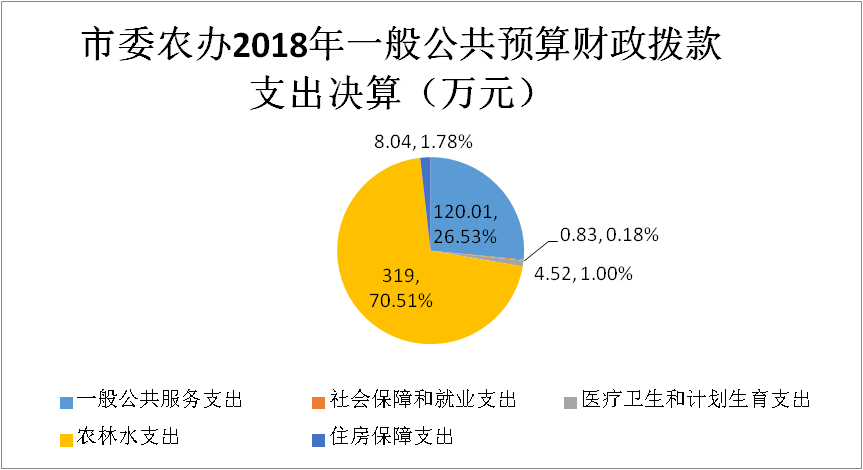 市委农办2018年一般公共预算财政拨款
支出决算（万元）
8.04, 1.78%
120.01,
26.53%
0.83, 0.18%
4.52, 1.00%
319,
70.51%
一般公共服务支出
社会保障和就业支出
医疗卫生和计划生育支出
农林水支出
住房保障支出